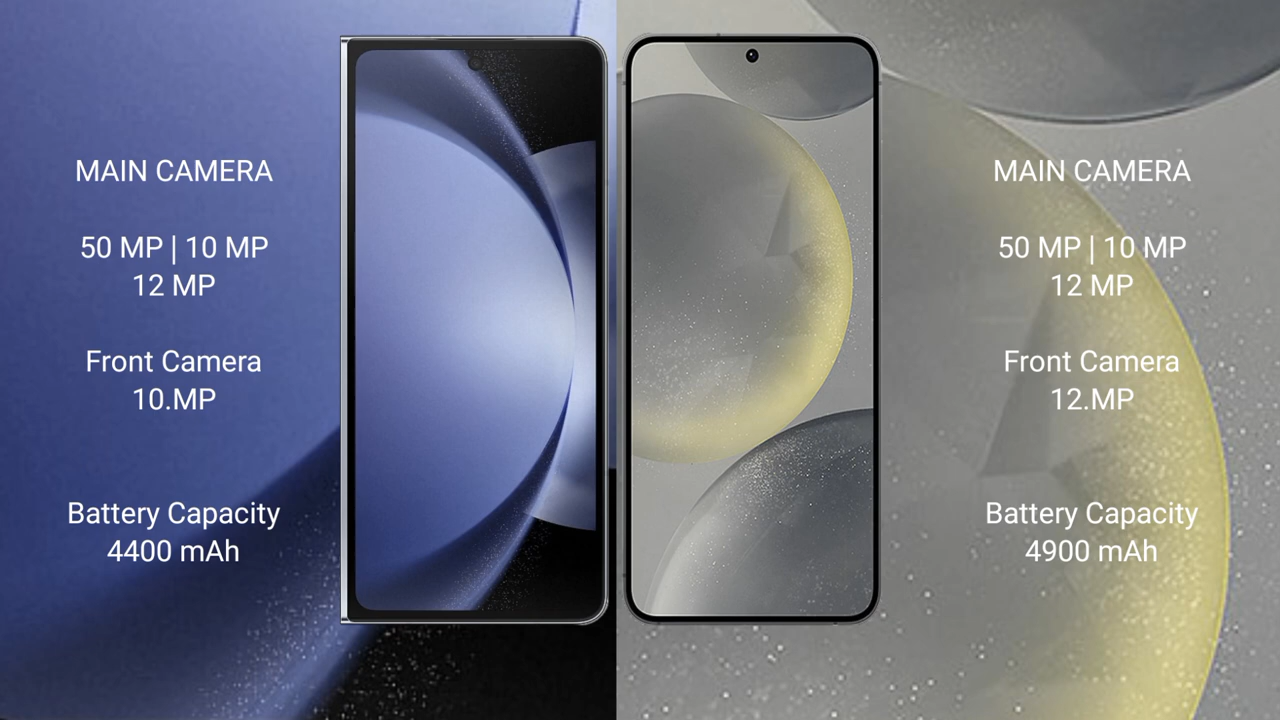 MAIN CAMERA
50 MP | 10 MP
12 MP
Front Camera
10.MP
Battery Capacity
4400 mAh
MAIN CAMERA
50 MP | 10 MP
12 MP
Front Camera
12.MP
Battery Capacity
4900 mAh